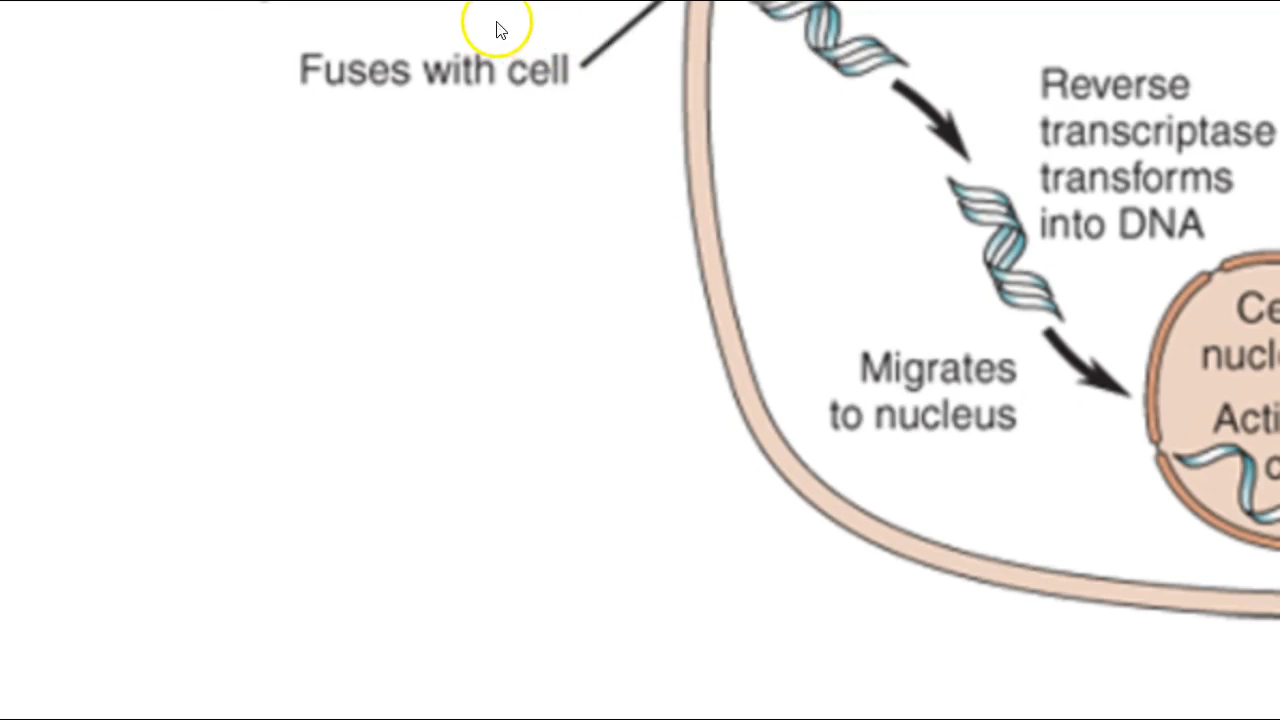 Fuses with cell
Reverse
transcriptase
transforms
into DNA
Migrates
to nucleus